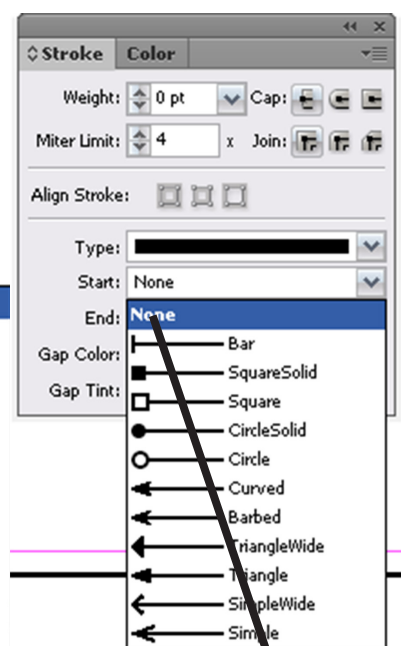 Stroke Color
Weight: 0 pt Cap:
Miter Limit: 4 x Join:
Align Stroke:
Type:
Start: None
End: None
Bar
Gap Color:
SquareSolid
Gap Tint:
Square
CircleSolid
Circle
Curved
Barbed
TriangleWide
Triangle
SimpleWide
Simple